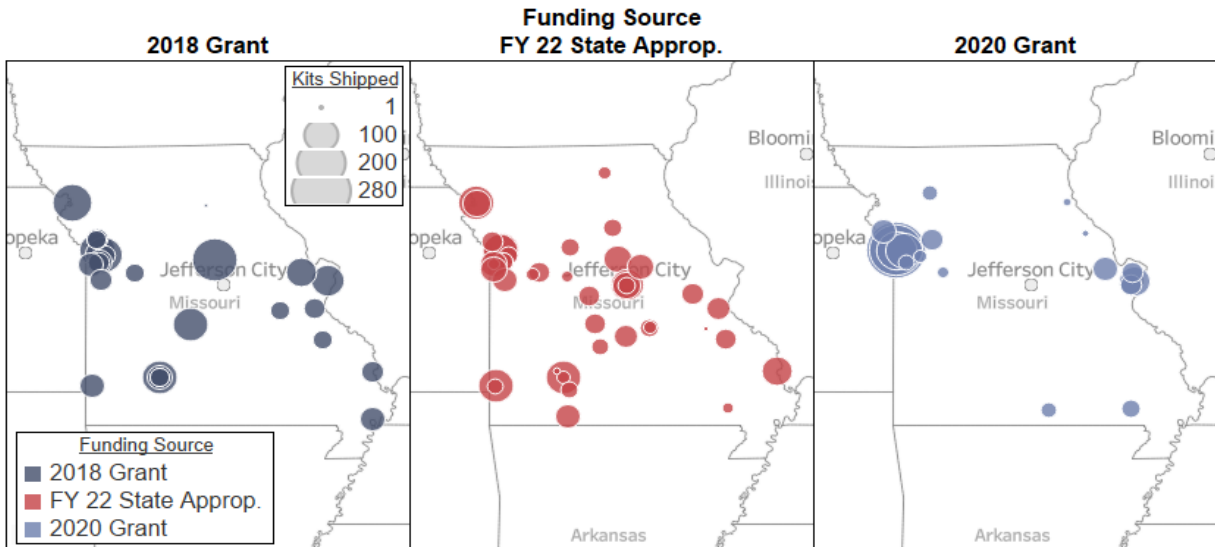 Funding Source
2018 Grant
FY 22 State Approp.
2020 Grant
Kits Shipped
1
100
200
280
opeka
Jefferson City
Missouri
Funding Source
2018 Grant
FY 22 State Approp.
2020 Grant
Bloomi
Illinois
opeka
Jefferson City
Missouri
Arkansas
Bloomi
Illinoi
opeka
Jefferson City
Missouri
Arkansas